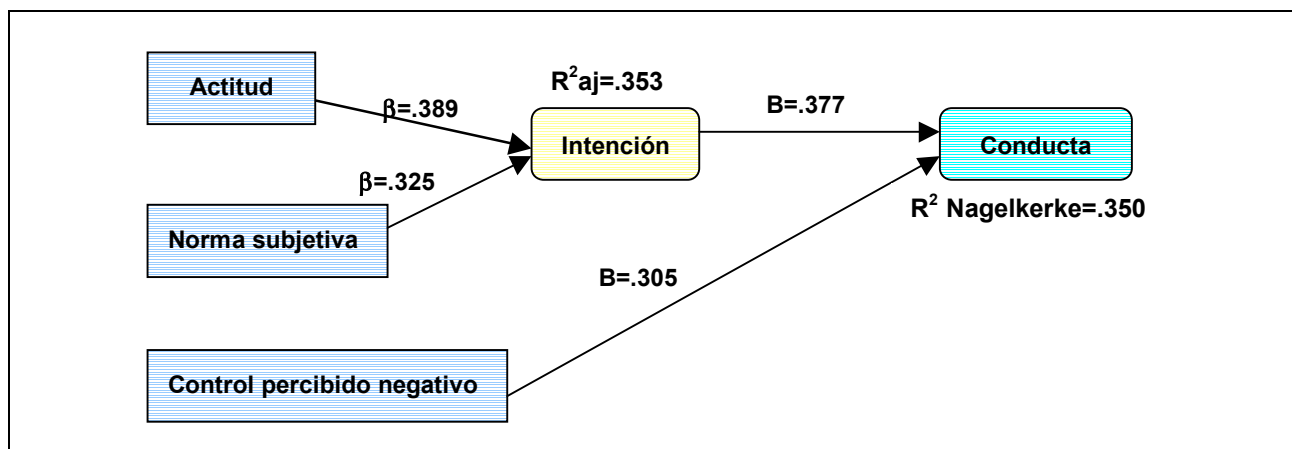 Actitud
R²aj=.353
β=.389
B=.377
Intención
Conducta
β=.325
R² Nagelkerke=.350
Norma subjetiva
B=.305
Control percibido negativo